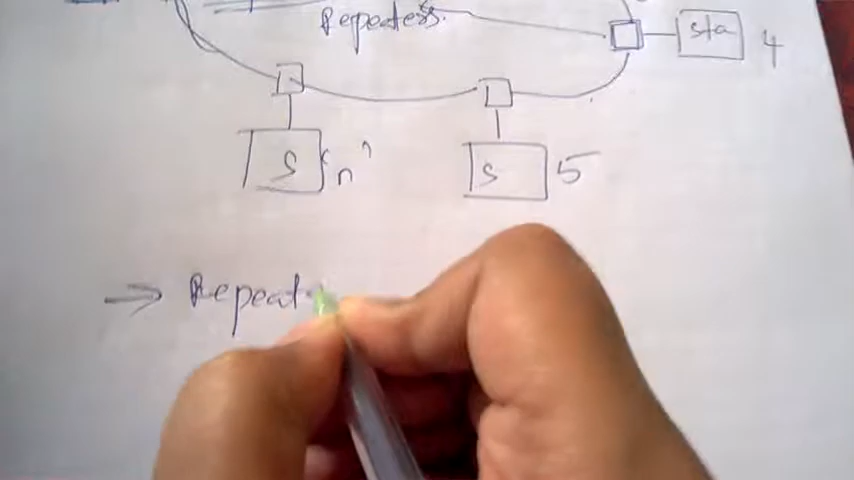 Repeaters.
sta 4
S 'n'
S 5
→ Repeat